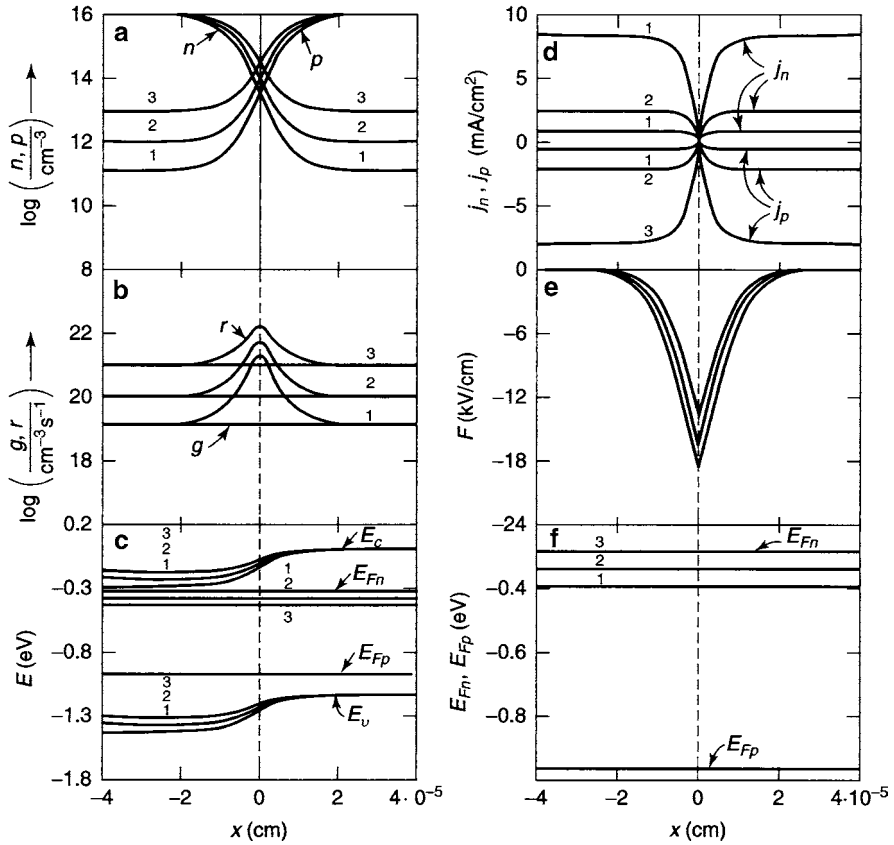 a
log (n, p / cm⁻³)
16
14
12
10
8
n
p
3
2
1
3
2
1
b
log (g, r / cm⁻³s⁻¹)
22
20
18
r
g
3
2
1
c
E (eV)
0.2
−0.3
−0.8
−1.3
−1.8
3
2
1
E_c
1
2
E_Fn
3
E_Fp
3
2
1
E_υ
−4
−2
0
2
4·10⁻⁵
x (cm)
d
j_n , j_p (mA/cm²)
10
5
0
−5
1
2
1
1
2
3
j_n
j_p
e
F (kV/cm)
0
−6
−12
−18
−24
f
E_Fn, E_Fp (eV)
−0.4
−0.6
−0.8
3
2
1
E_Fn
E_Fp
−4
−2
0
2
4·10⁻⁵
x (cm)